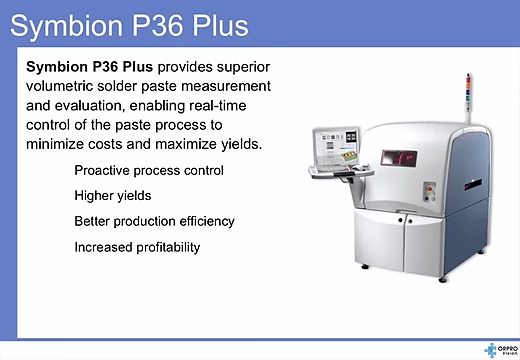 Symbion P36 Plus
Symbion P36 Plus provides superior
volumetric solder paste measurement
and evaluation, enabling real-time
control of the paste process to
minimize costs and maximize yields.
Proactive process control
Higher yields
Better production efficiency
Increased profitability
ORPRO
Vision